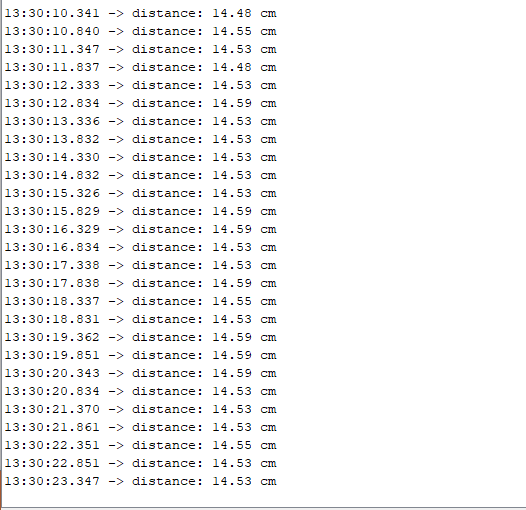 13:30:10.341 -> distance: 14.48 cm
13:30:10.840 -> distance: 14.55 cm
13:30:11.347 -> distance: 14.53 cm
13:30:11.837 -> distance: 14.48 cm
13:30:12.333 -> distance: 14.53 cm
13:30:12.834 -> distance: 14.59 cm
13:30:13.336 -> distance: 14.53 cm
13:30:13.832 -> distance: 14.53 cm
13:30:14.330 -> distance: 14.53 cm
13:30:14.832 -> distance: 14.53 cm
13:30:15.326 -> distance: 14.53 cm
13:30:15.829 -> distance: 14.59 cm
13:30:16.329 -> distance: 14.59 cm
13:30:16.834 -> distance: 14.53 cm
13:30:17.338 -> distance: 14.53 cm
13:30:17.838 -> distance: 14.59 cm
13:30:18.337 -> distance: 14.55 cm
13:30:18.831 -> distance: 14.53 cm
13:30:19.362 -> distance: 14.59 cm
13:30:19.851 -> distance: 14.59 cm
13:30:20.343 -> distance: 14.59 cm
13:30:20.834 -> distance: 14.53 cm
13:30:21.370 -> distance: 14.53 cm
13:30:21.861 -> distance: 14.53 cm
13:30:22.351 -> distance: 14.55 cm
13:30:22.851 -> distance: 14.53 cm
13:30:23.347 -> distance: 14.53 cm